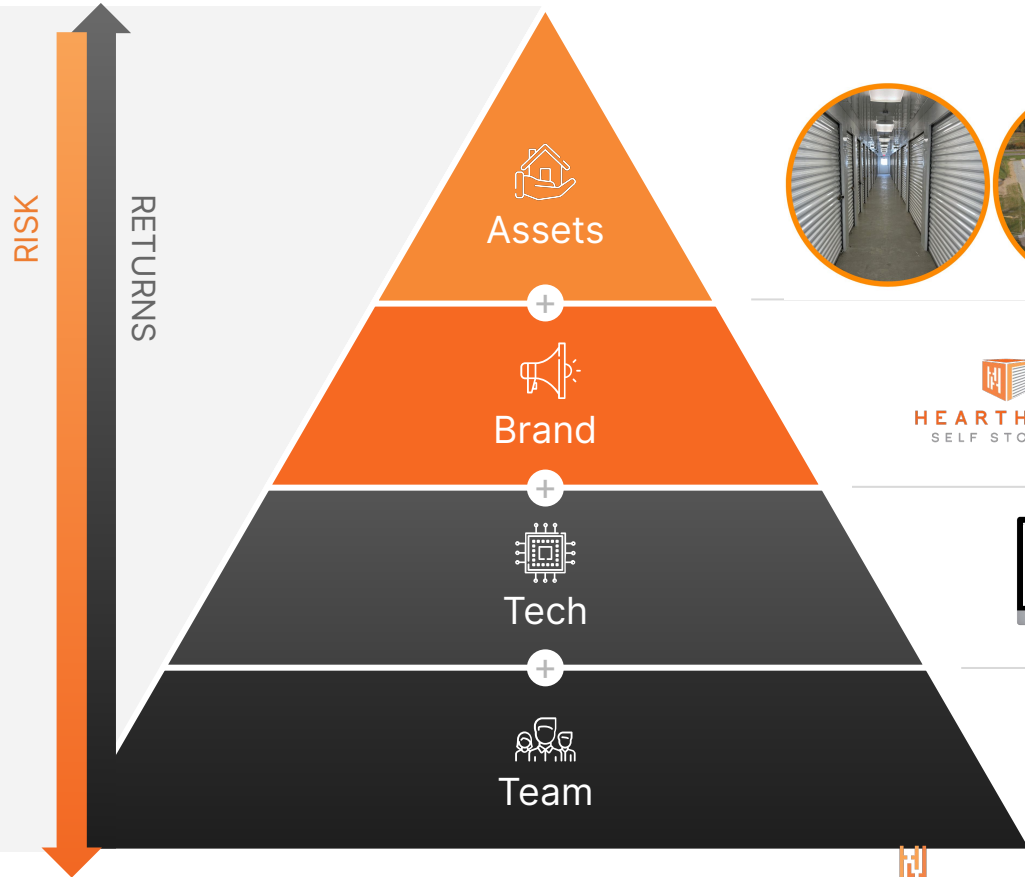 RISK
RETURNS
Assets
Brand
HEARTH
SELF STO
Tech
Team